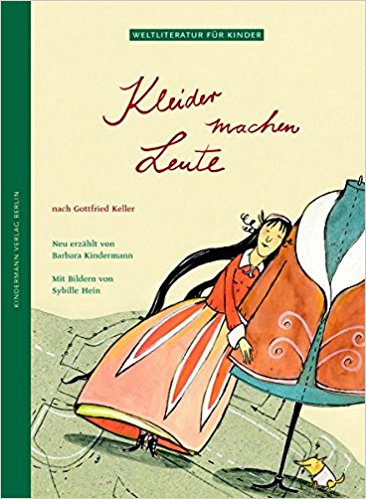 WELTLITERATUR FÜR KINDER
Kleider
machen
Leute
nach Gottfried Keller
Neu erzählt von
Barbara Kindermann
Mit Bildern von
Sybille Hein
KINDERMANN VERLAG BERLIN